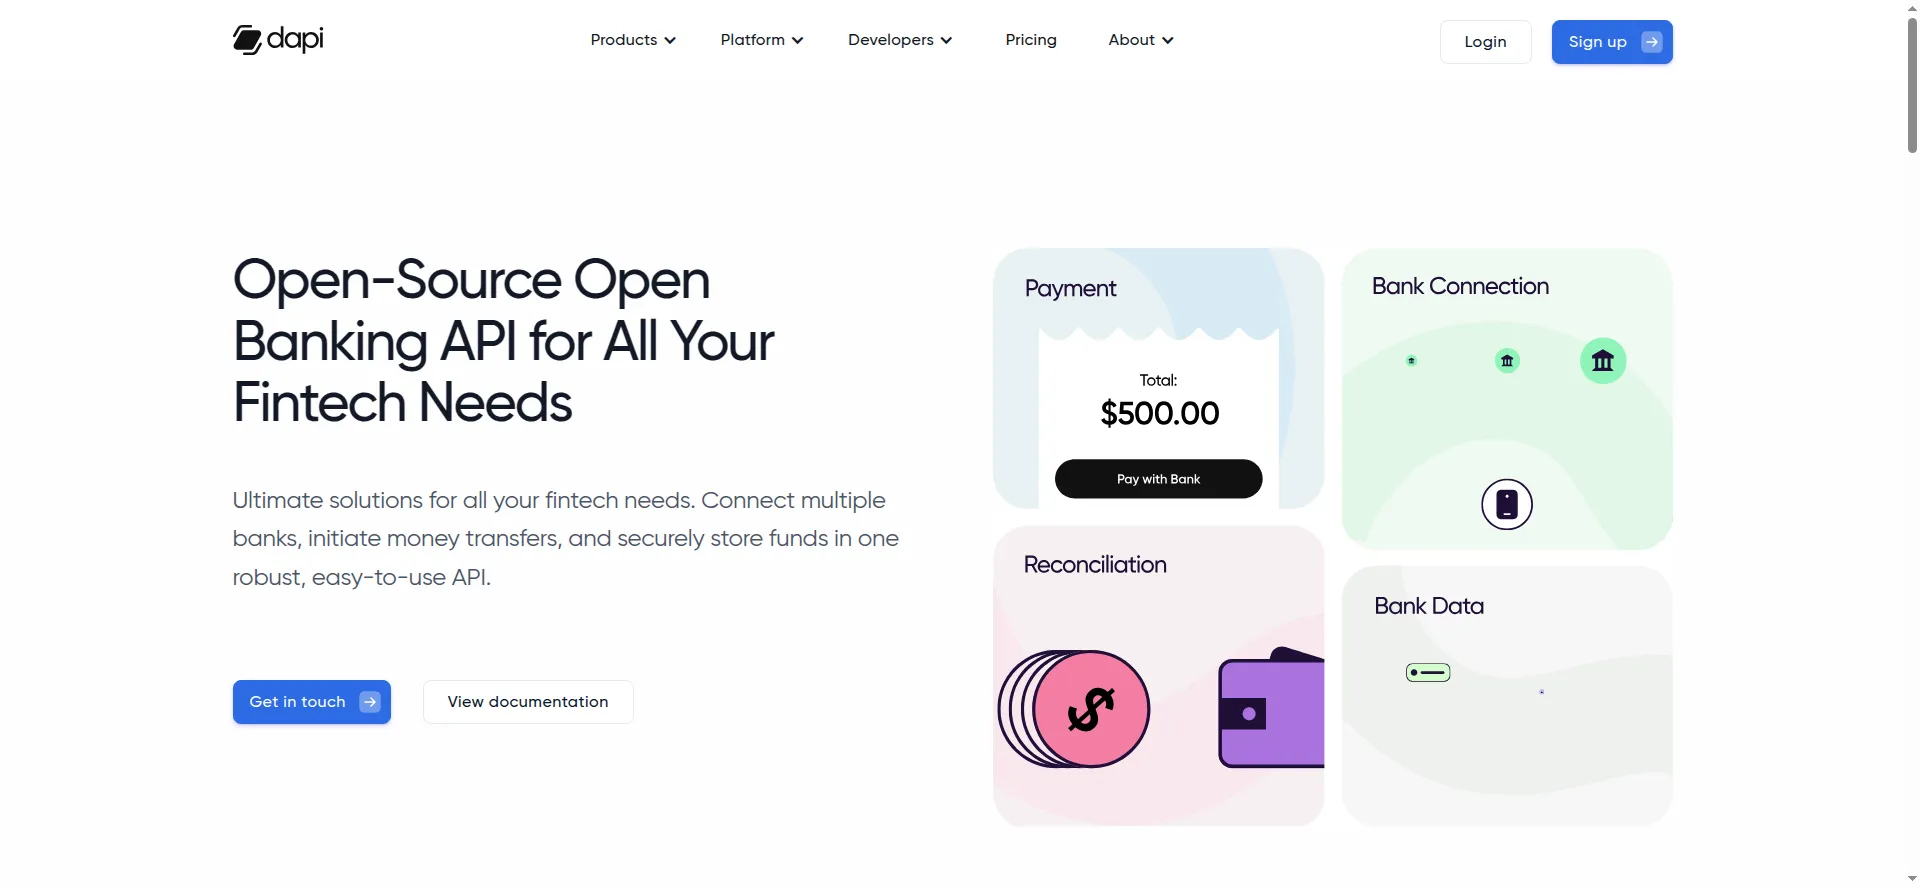 dapi
Products
Platform
Developers
Pricing
About
Login
Sign up
Open-Source Open
Banking API for All Your
Fintech Needs
Ultimate solutions for all your fintech needs. Connect multiple
banks, initiate money transfers, and securely store funds in one
robust, easy-to-use API.
Get in touch
View documentation
Payment
Total:
$500.00
Pay with Bank
Bank Connection
Reconciliation
$
Bank Data